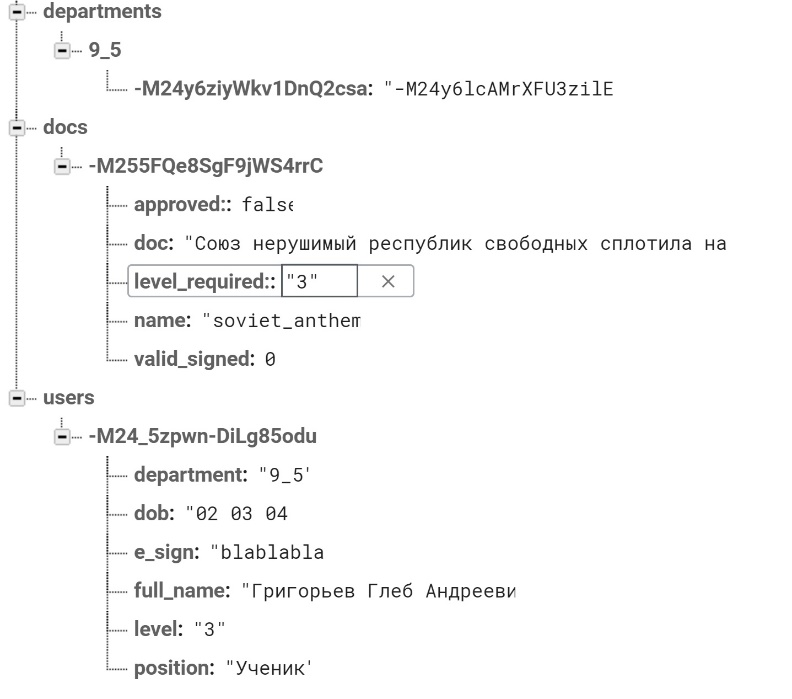 departments
9_5
-M24y6ziyWkv1DnQ2csa: "-M24y6lcAMrXFU3zilE
docs
-M255FQe8SgF9jWS4rrC
approved:: false
doc: "Союз нерушимый республик свободных сплотила на
level_required:: "3"
name: "soviet_anthem
valid_signed: 0
users
-M24_5zpwn-DiLg85odu
department: "9_5'
dob: "02 03 04
e_sign: "blablabla
full_name: "Григорьев Глеб Андрееви
level: "3"
position: "Ученик'